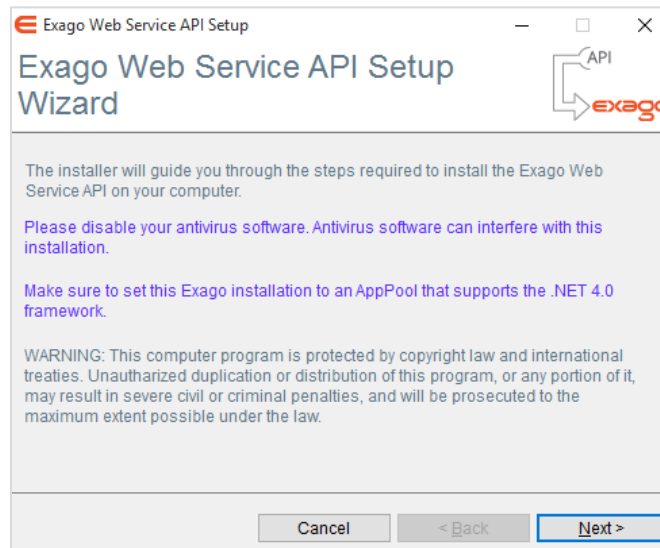 Exago Web Service API Setup
Exago Web Service API Setup
Wizard
API
exago
The installer will guide you through the steps required to install the Exago Web
Service API on your computer.
Please disable your antivirus software. Antivirus software can interfere with this
installation.
Make sure to set this Exago installation to an AppPool that supports the .NET 4.0
framework.
WARNING: This computer program is protected by copyright law and international
treaties. Unautharized duplication or distribution of this program, or any portion of it,
may result in severe civil or criminal penalties, and will be prosecuted to the
maximum extent possible under the law.
Cancel
< Back
Next >